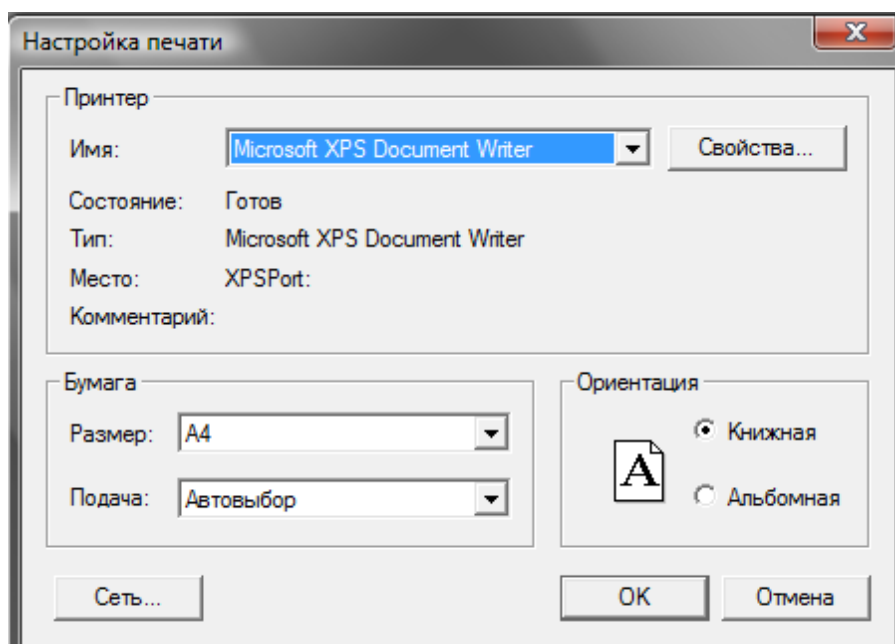 Настройка печати
Принтер
Имя: Microsoft XPS Document Writer Свойства...
Состояние: Готов
Тип: Microsoft XPS Document Writer
Место: XPSPort:
Комментарий:
Бумага
Размер: A4
Подача: Автовыбор
Ориентация
A
Книжная
Альбомная
Сеть... OK Отмена